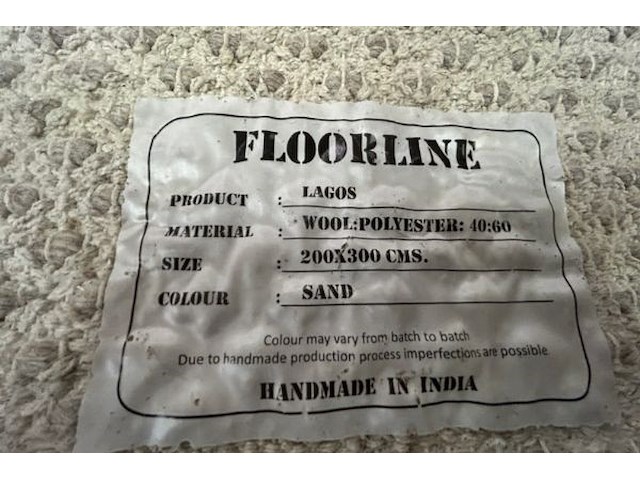 FLOORLINE
PRODUCT : LAGOS
MATERIAL : WOOL:POLYESTER: 40:60
SIZE : 200X300 CMS.
COLOUR : SAND
Colour may vary from batch to batch
Due to handmade production process imperfections are possible
HANDMADE IN INDIA